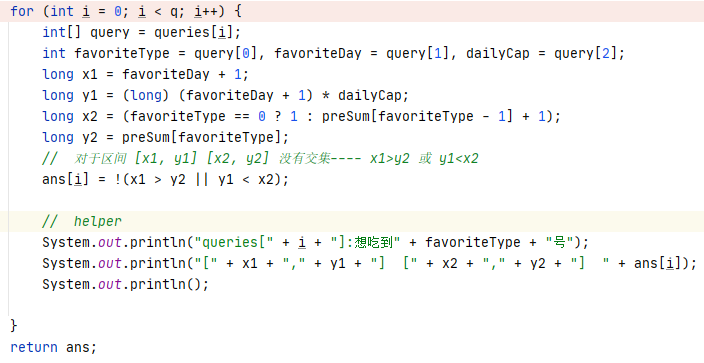 for (int i = 0; i < q; i++) {
    int[] query = queries[i];
    int favoriteType = query[0], favoriteDay = query[1], dailyCap = query[2];
    long x1 = favoriteDay + 1;
    long y1 = (long) (favoriteDay + 1) * dailyCap;
    long x2 = (favoriteType == 0 ? 1 : preSum[favoriteType - 1] + 1);
    long y2 = preSum[favoriteType];
    //  对于区间 [x1, y1] [x2, y2] 没有交集---- x1>y2 或 y1<x2
    ans[i] = !(x1 > y2 || y1 < x2);
    //  helper
    System.out.println("queries[" + i + "]:想吃到" + favoriteType + "号");
    System.out.println("[" + x1 + "," + y1 + "]  [" + x2 + "," + y2 + "]  " + ans[i]);
    System.out.println();
}
return ans;